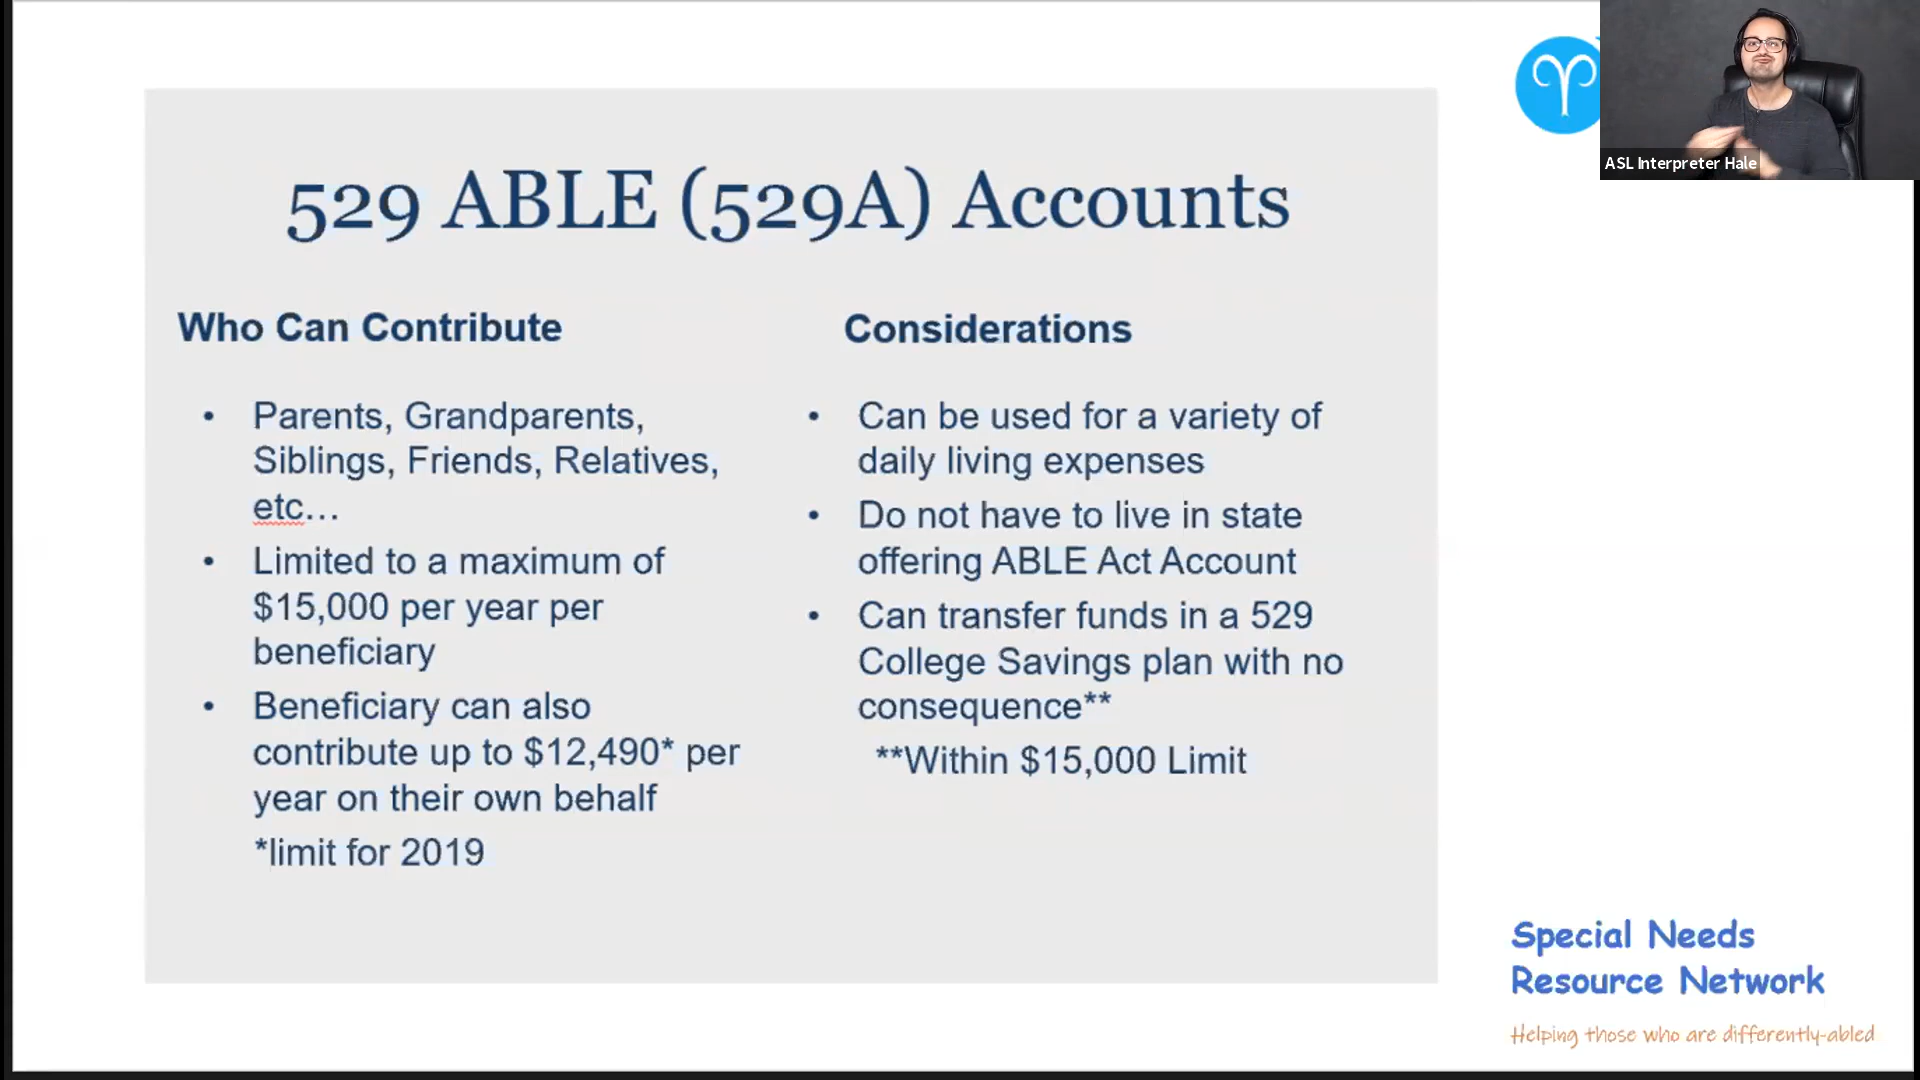 ASL Interpreter Hale
529 ABLE (529A) Accounts
Who Can Contribute
• Parents, Grandparents,
Siblings, Friends, Relatives,
etc…
• Limited to a maximum of
$15,000 per year per
beneficiary
• Beneficiary can also
contribute up to $12,490* per
year on their own behalf
*limit for 2019
Considerations
• Can be used for a variety of
daily living expenses
• Do not have to live in state
offering ABLE Act Account
• Can transfer funds in a 529
College Savings plan with no
consequence**
**Within $15,000 Limit
Special Needs
Resource Network
Helping those who are differently-abled